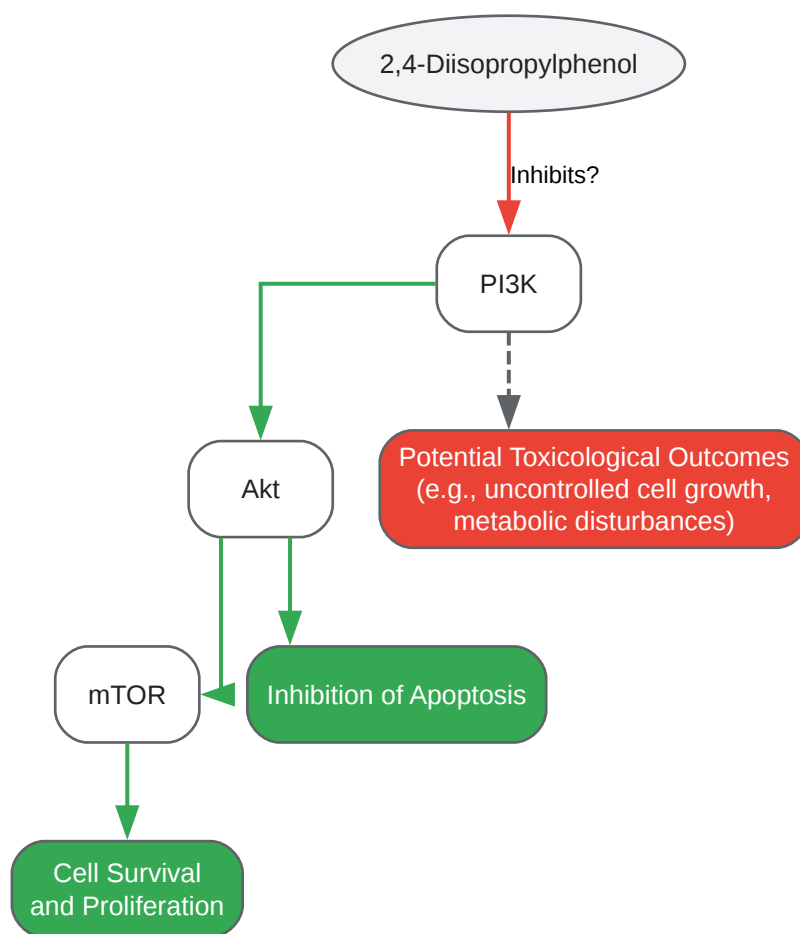 2,4-Diisopropylphenol
Inhibits?
PI3K
Akt
Potential Toxicological Outcomes
(e.g., uncontrolled cell growth,
metabolic disturbances)
mTOR
Inhibition of Apoptosis
Cell Survival
and Proliferation